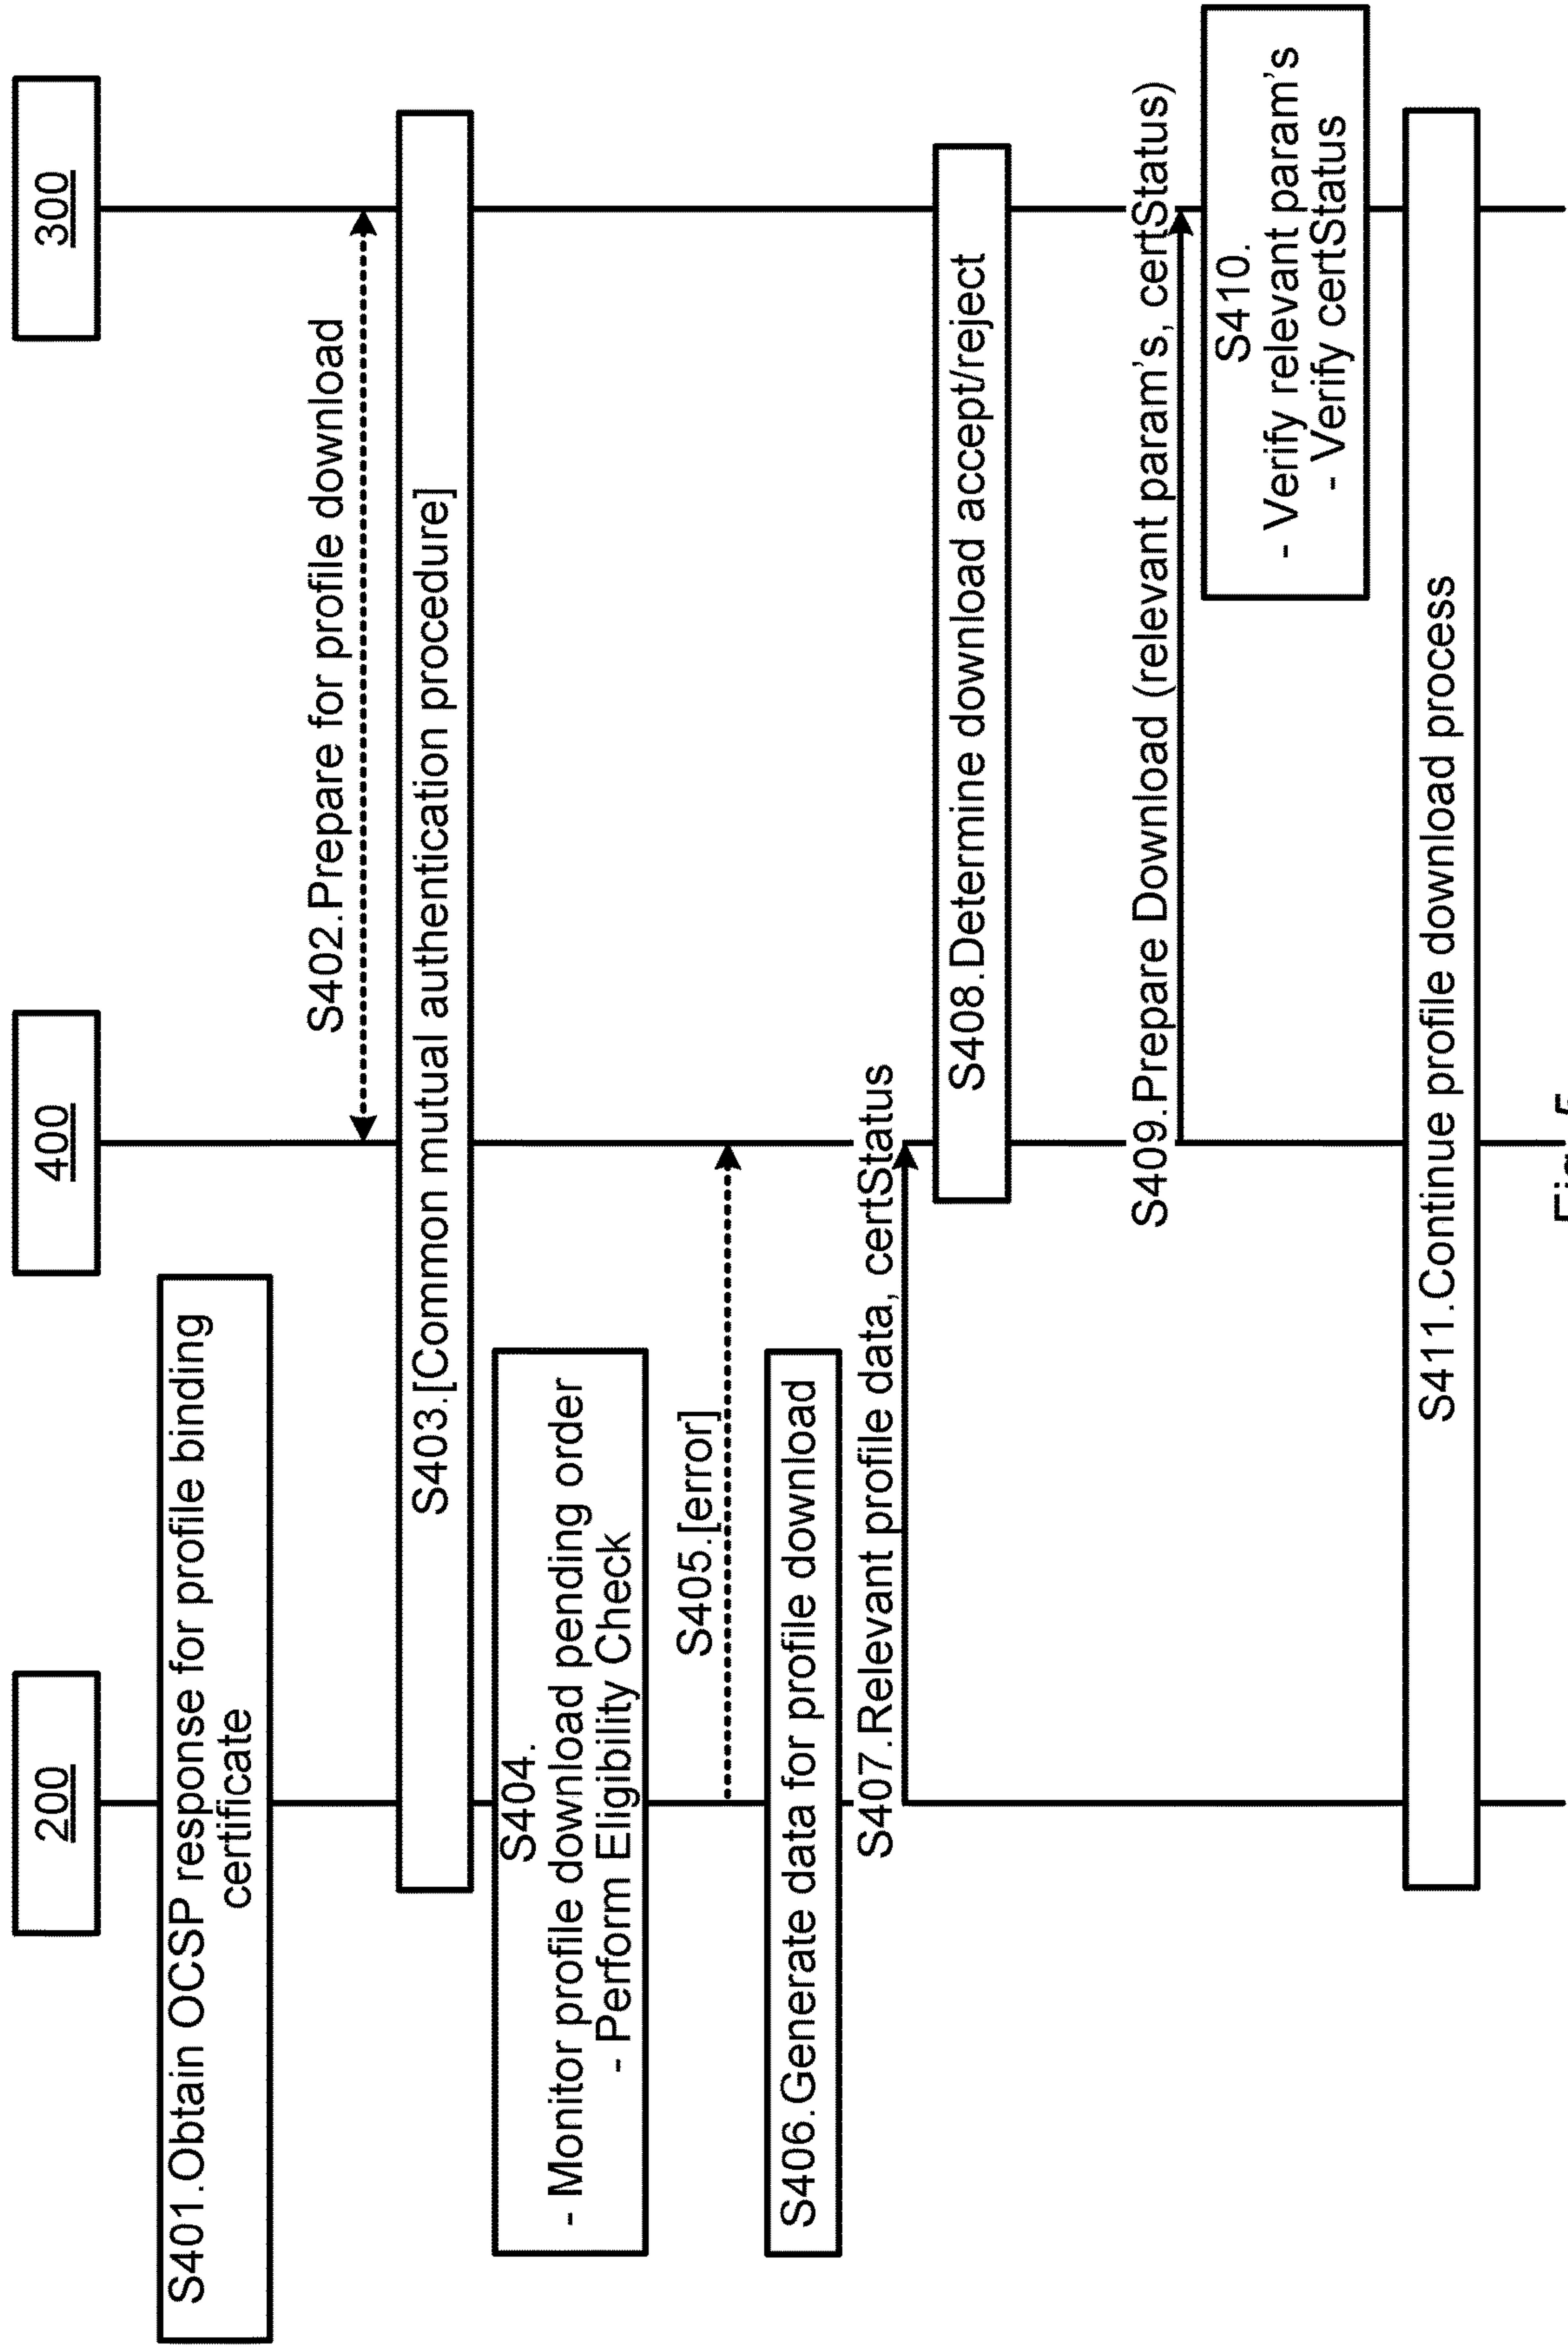 200
400
300
S401.Obtain OCSP response for profile binding
certificate
S402.Prepare for profile download
S403.[Common mutual authentication procedure]
S404.
- Monitor profile download pending order
- Perform Eligibility Check
S405.[error]
S406.Generate data for profile download
S407.Relevant profile data, certStatus
S408.Determine download accept/reject
S409.Prepare Download (relevant param's, certStatus)
S410.
- Verify relevant param's
- Verify certStatus
S411.Continue profile download process